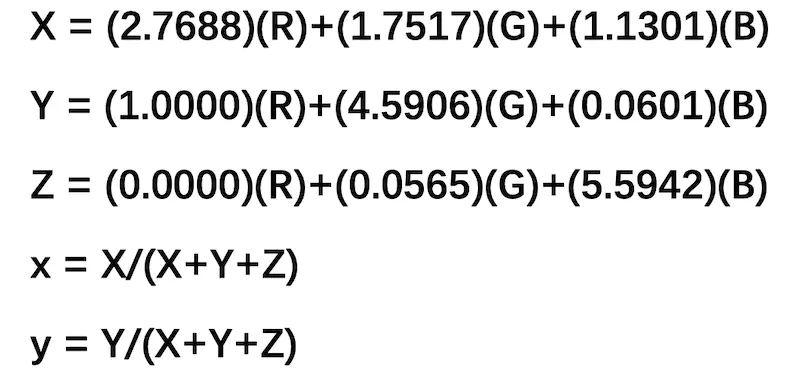 X = (2.7688)(R)+(1.7517)(G)+(1.1301)(B)
Y = (1.0000)(R)+(4.5906)(G)+(0.0601)(B)
Z = (0.0000)(R)+(0.0565)(G)+(5.5942)(B)
x = X/(X+Y+Z)
y = Y/(X+Y+Z)